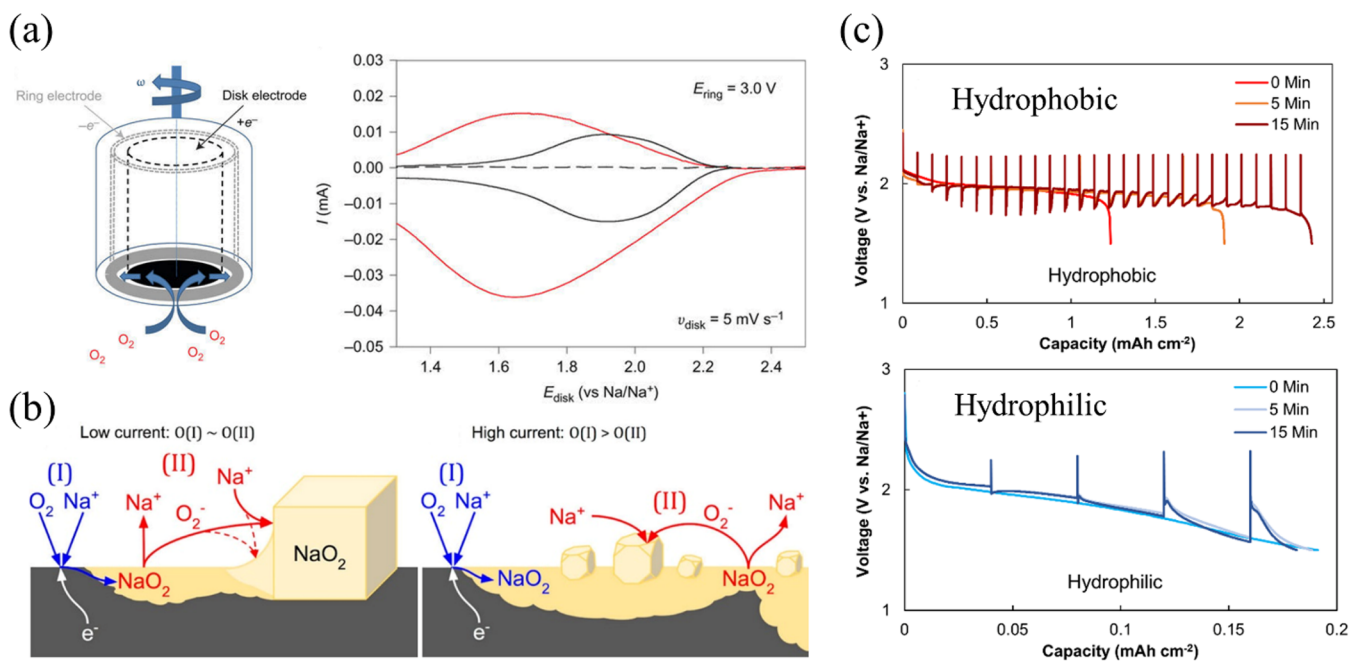 (a)
ω
Ring electrode
–e⁻
Disk electrode
+e⁻
O₂
O₂
O₂
O₂
0.03
0.02
0.01
0.00
–0.01
–0.02
–0.03
–0.04
–0.05
I (mA)
E_ring = 3.0 V
υ_disk = 5 mV s⁻¹
1.4 1.6 1.8 2.0 2.2 2.4
E_disk (vs Na/Na⁺)
(b)
Low current: O(I) ~ O(II)
(I)
O₂ Na⁺
(II)
Na⁺
Na⁺
O₂⁻
NaO₂
NaO₂
e⁻
High current: O(I) > O(II)
(I)
O₂ Na⁺
Na⁺
(II)
O₂⁻
Na⁺
NaO₂
NaO₂
e⁻
(c)
3
2
1
Voltage (V vs. Na/Na+)
Hydrophobic
0 Min
5 Min
15 Min
Hydrophobic
0 0.5 1 1.5 2 2.5
Capacity (mAh cm⁻²)
3
2
1
Voltage (V vs. Na/Na+)
Hydrophilic
0 Min
5 Min
15 Min
Hydrophilic
0 0.05 0.1 0.15 0.2
Capacity (mAh cm⁻²)